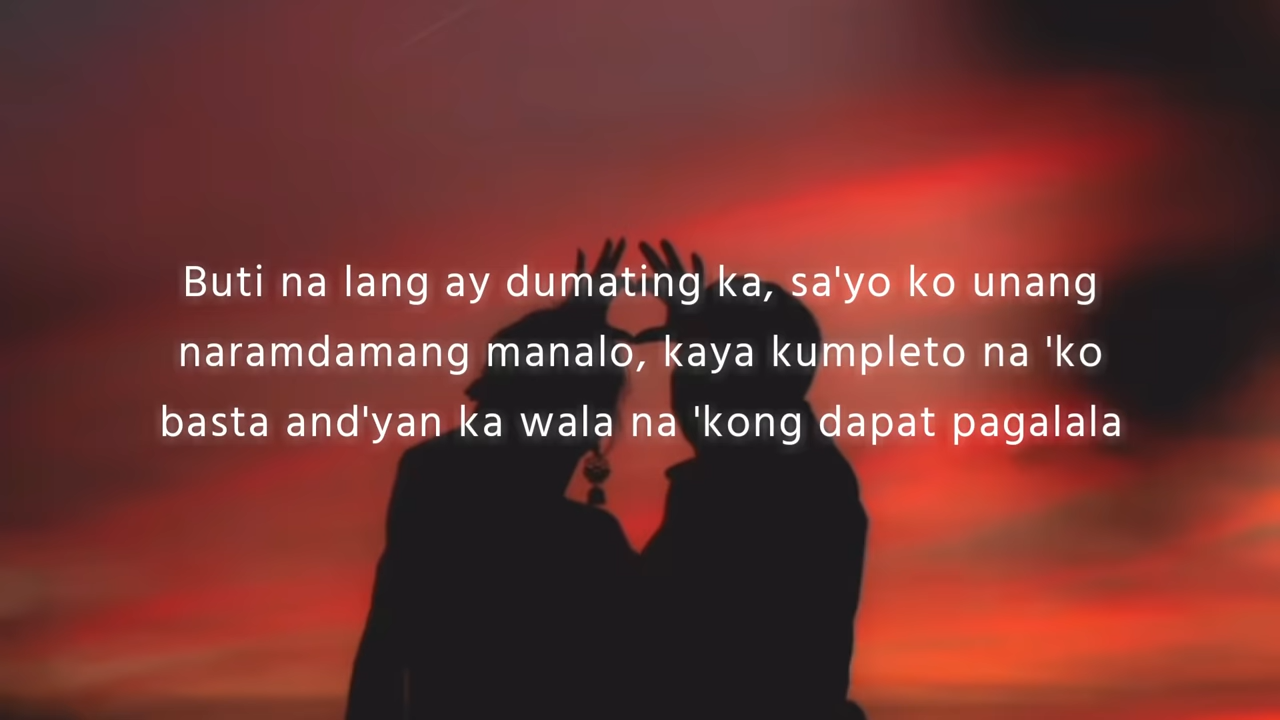 Buti na lang ay dumating ka, sa'yo ko unang
naramdamang manalo, kaya kumpleto na 'ko
basta and'yan ka wala na 'kong dapat pagalala